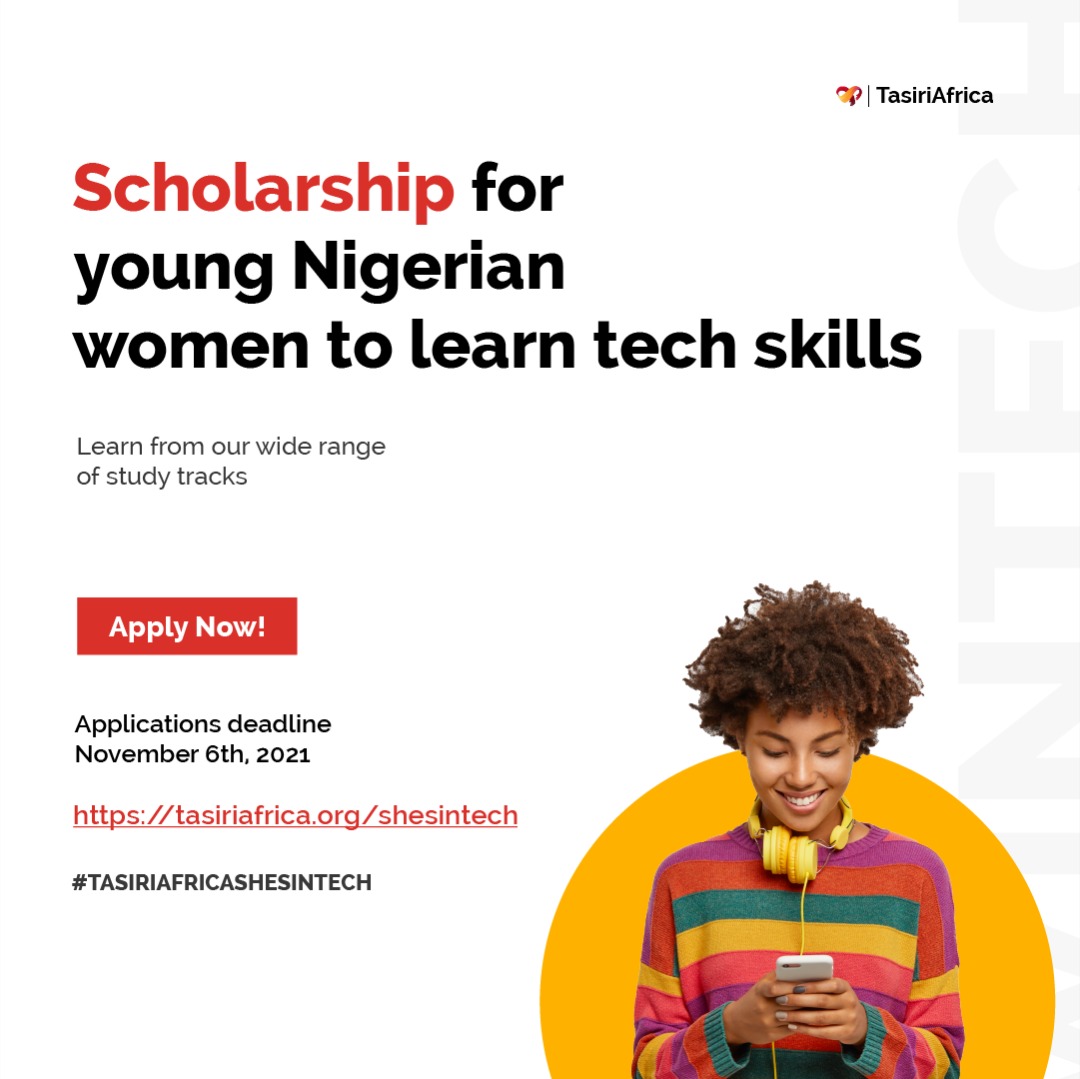 TasiriAfrica
Scholarship for
young Nigerian
women to learn tech skills
Learn from our wide range
of study tracks
Apply Now!
Applications deadline
November 6th, 2021
https://tasiriafrica.org/shesintech
#TASIRIAFRICASHESINTECH
WINTECH